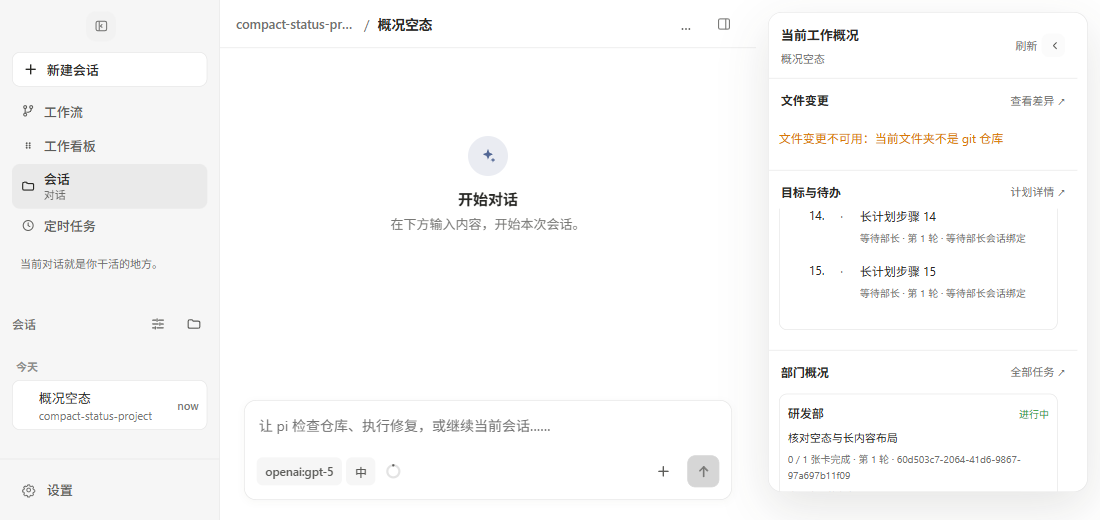 新建会话
工作流
工作看板
会话
对话
定时任务
当前对话就是你干活的地方。
会话
今天
概况空态
now
compact-status-project
设置
compact-status-pr... / 概况空态
...
开始对话
在下方输入内容，开始本次会话。
让 pi 检查仓库、执行修复，或继续当前会话......
openai:gpt-5 中
当前工作概况
刷新
概况空态
文件变更 查看差异 ↗
文件变更不可用：当前文件夹不是 git 仓库
目标与待办 计划详情 ↗
14. · 长计划步骤 14
等待部长 · 第 1 轮 · 等待部长会话绑定
15. · 长计划步骤 15
等待部长 · 第 1 轮 · 等待部长会话绑定
部门概况 全部任务 ↗
研发部 进行中
核对空态与长内容布局
0 / 1 张卡完成 · 第 1 轮 · 60d503c7-2064-41d6-9867-
97a697b11f09